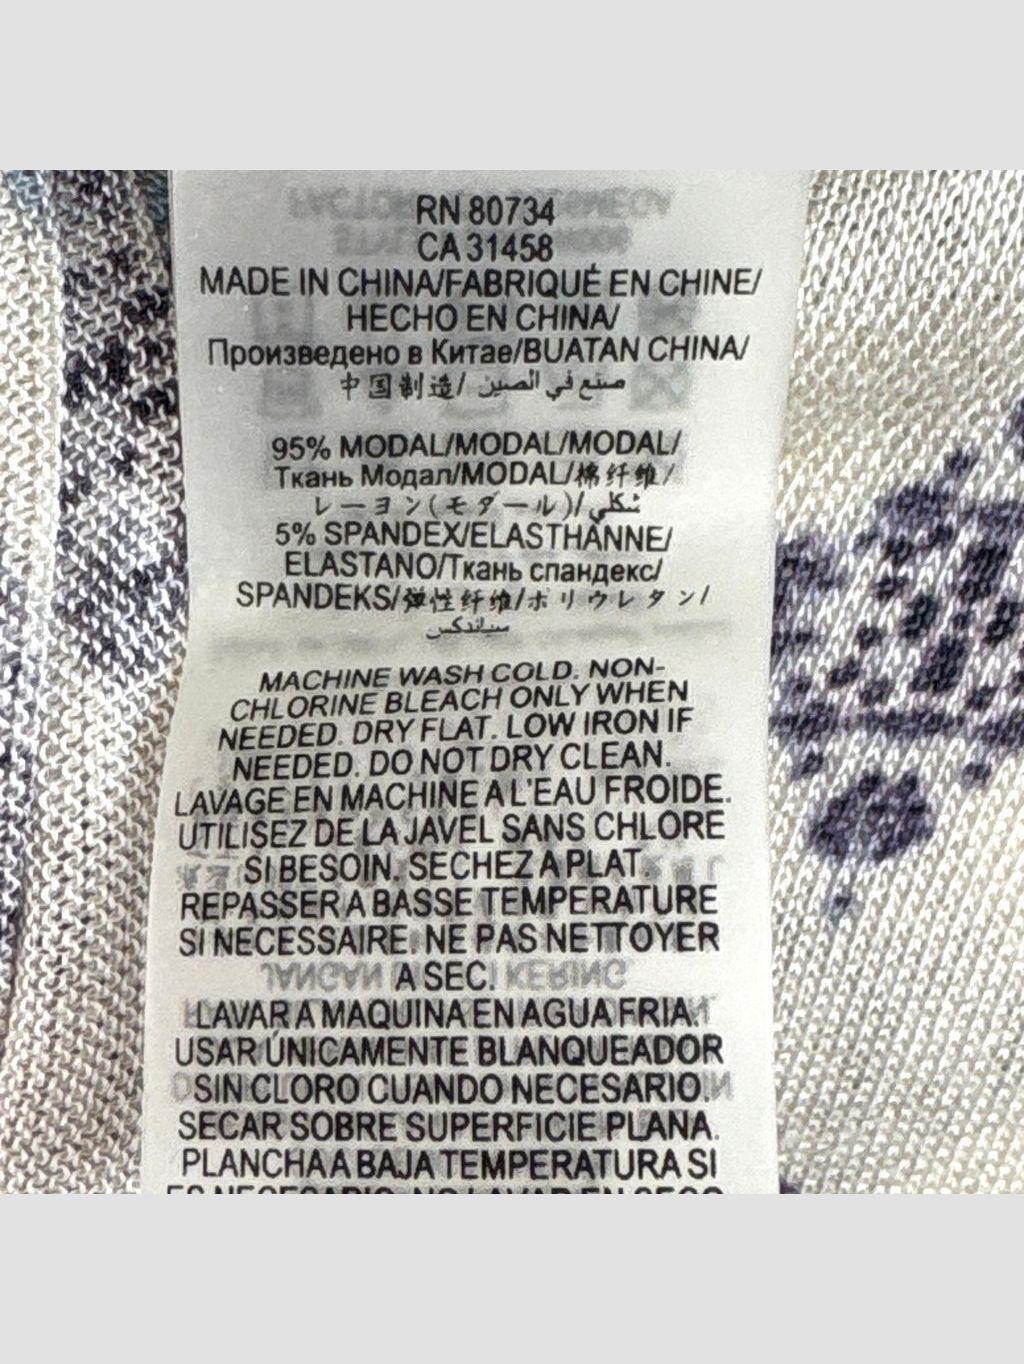 RN 80734
CA 31458
MADE IN CHINA/FABRIQUÉ EN CHINE/
HECHO EN CHINA/
Произведено в Китае/BUATAN CHINA/
中国制造/ صنع في الصين
95% MODAL/MODAL/MODAL/
Ткань Модал/MODAL/棉纤维/
レーヨン(モダール)/
5% SPANDEX/ELASTHANNE/
ELASTANO/Ткань спандекс/
SPANDEKS/弹性纤维/ポリウレタン/
سباندكس
MACHINE WASH COLD. NON-
CHLORINE BLEACH ONLY WHEN
NEEDED. DRY FLAT. LOW IRON IF
NEEDED. DO NOT DRY CLEAN.
LAVAGE EN MACHINE A L'EAU FROIDE.
UTILISEZ DE LA JAVEL SANS CHLORE
SI BESOIN. SECHEZ A PLAT.
REPASSER A BASSE TEMPERATURE
SI NECESSAIRE. NE PAS NETTOYER
A SEC.
LAVAR A MAQUINA EN AGUA FRIA.
USAR ÚNICAMENTE BLANQUEADOR
SIN CLORO CUANDO NECESARIO.
SECAR SOBRE SUPERFICIE PLANA.
PLANCHA A BAJA TEMPERATURA SI